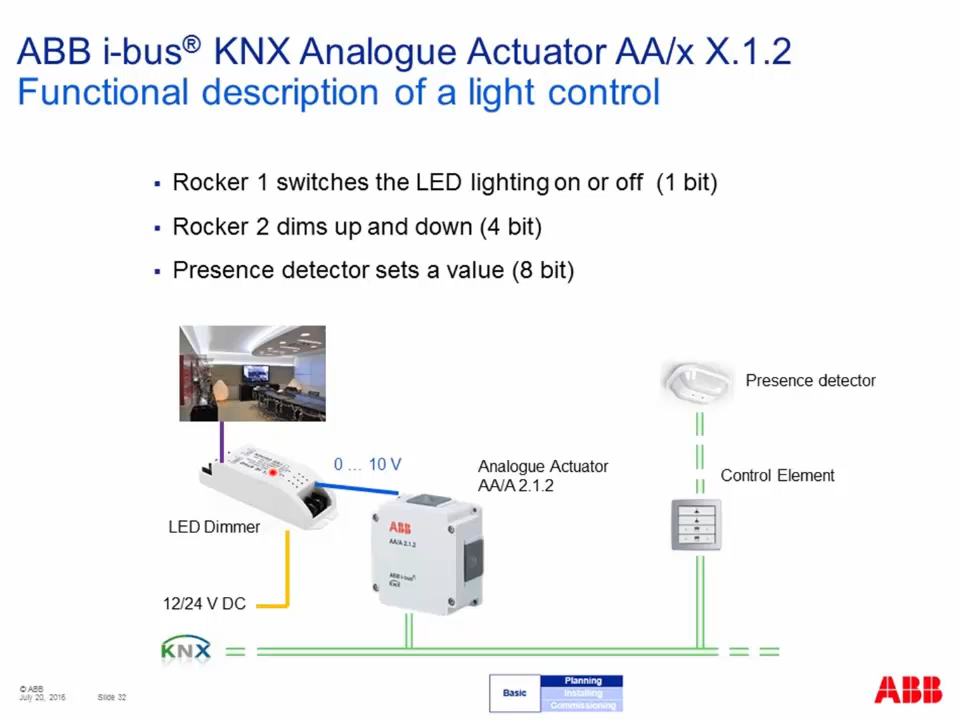 ABB i-bus® KNX Analogue Actuator AA/x X.1.2
Functional description of a light control
▪ Rocker 1 switches the LED lighting on or off (1 bit)
▪ Rocker 2 dims up and down (4 bit)
▪ Presence detector sets a value (8 bit)
Presence detector
0 … 10 V
Analogue Actuator
AA/A 2.1.2
Control Element
LED Dimmer
ABB
AA/A 2.1.2
ABB i-bus®
KNX
12/24 V DC
KNX
© ABB
July 20, 2016
Slide 32
Basic
Planning
Installing
Commissioning
ABB